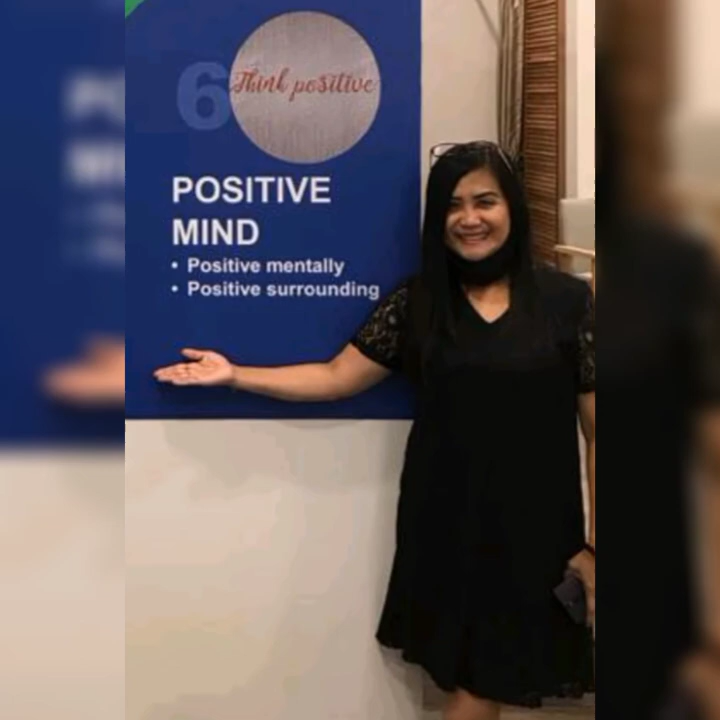 6
Think positive
POSITIVE
MIND
• Positive mentally
• Positive surrounding